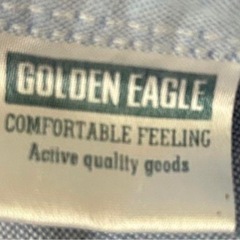 GOLDEN EAGLE
COMFORTABLE FEELING
Active quality goods